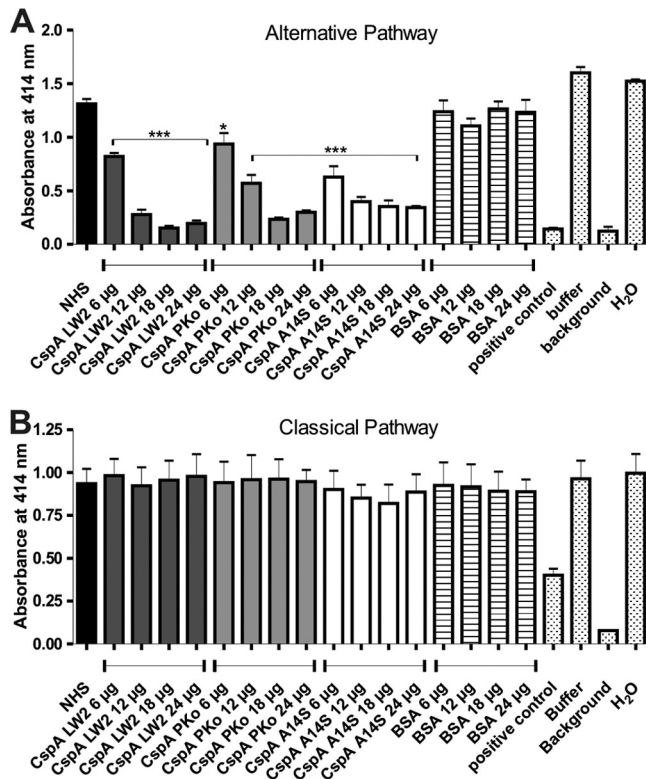 A
Alternative Pathway
Absorbance at 414 nm
2.0
1.5
1.0
0.5
0.0
***
*
***
NHS
CspA LW2 6 µg
CspA LW2 12 µg
CspA LW2 18 µg
CspA LW2 24 µg
CspA PKo 6 µg
CspA PKo 12 µg
CspA PKo 18 µg
CspA PKo 24 µg
CspA A14S 6 µg
CspA A14S 12 µg
CspA A14S 18 µg
CspA A14S 24 µg
BSA 6 µg
BSA 12 µg
BSA 18 µg
BSA 24 µg
positive control
buffer
background
H₂O
B
Classical Pathway
Absorbance at 414 nm
1.25
1.00
0.75
0.50
0.25
0.00
NHS
CspA LW2 6 µg
CspA LW2 12 µg
CspA LW2 18 µg
CspA LW2 24 µg
CspA PKo 6 µg
CspA PKo 12 µg
CspA PKo 18 µg
CspA PKo 24 µg
CspA A14S 6 µg
CspA A14S 12 µg
CspA A14S 18 µg
CspA A14S 24 µg
BSA 6 µg
BSA 12 µg
BSA 18 µg
BSA 24 µg
positive control
Buffer
Background
H₂O